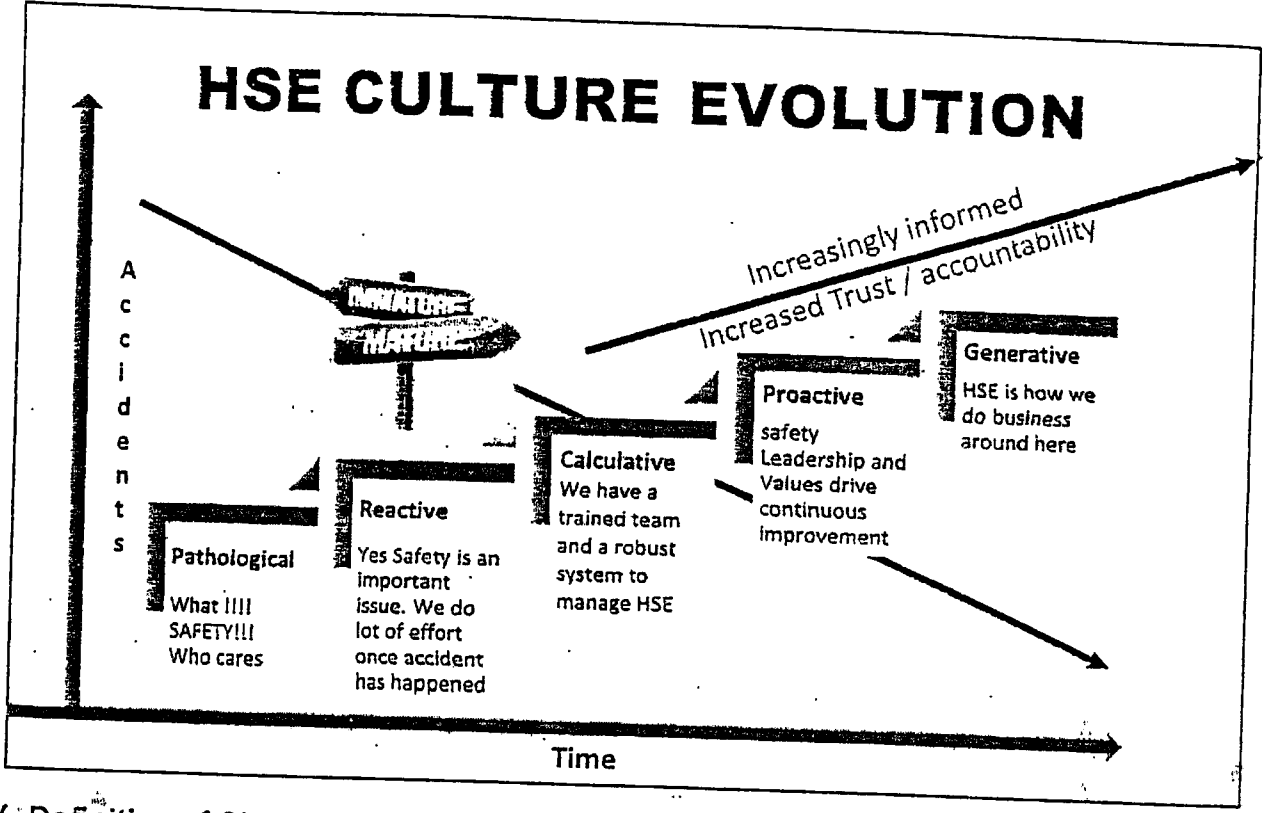 HSE CULTURE EVOLUTION
Accidents
Increasingly informed
Increased Trust / accountability
IMMATURE
MATURE
Generative
HSE is how we
do business
around here
Proactive
safety
Leadership and
Values drive
continuous
improvement
Calculative
We have a
trained team
and a robust
system to
manage HSE
Reactive
Yes Safety is an
important
issue. We do
lot of effort
once accident
has happened
Pathological
What !!!!
SAFETY!!!
Who cares
Time